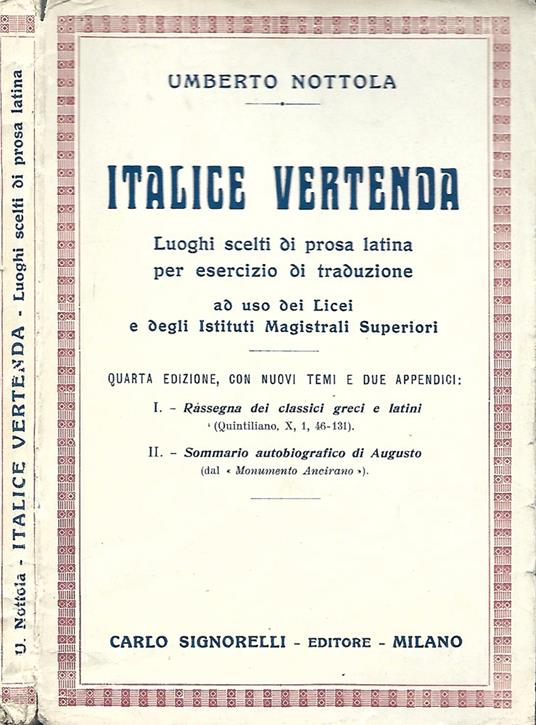 U. Nottola - ITALICE VERTENDA - Luoghi scelti di prosa latina
UMBERTO NOTTOLA
ITALICE VERTENDA
Luoghi scelti di prosa latina
per esercizio di traduzione
ad uso dei Licei
e degli Istituti Magistrali Superiori
QUARTA EDIZIONE, CON NUOVI TEMI E DUE APPENDICI:
I. - Rassegna dei classici greci e latini
(Quintiliano, X, 1, 46-131).
II. - Sommario autobiografico di Augusto
(dal « Monumento Ancirano »).
CARLO SIGNORELLI - EDITORE - MILANO